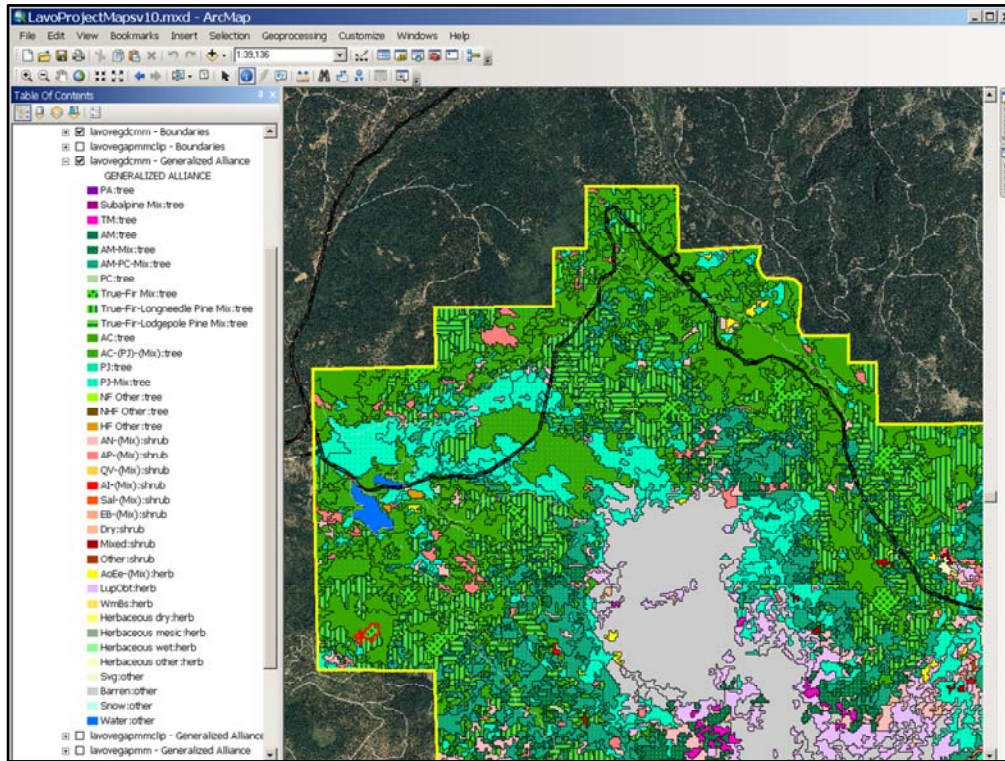 LavoProjectMapsv10.mxd - ArcMap
File Edit View Bookmarks Insert Selection Geoprocessing Customize Windows Help
1:39,136
Table Of Contents
lavovegdcmm - Boundaries
lavovegapmmclip - Boundaries
lavovegdcmm - Generalized Alliance
GENERALIZED ALLIANCE
PA:tree
Subalpine Mix:tree
TM:tree
AM:tree
AM-Mix:tree
AM-PC-Mix:tree
PC:tree
True-Fir Mix:tree
True-Fir-Longneedle Pine Mix:tree
True-Fir-Lodgepole Pine Mix:tree
AC:tree
AC-(PJ)-(Mix):tree
PJ:tree
PJ-Mix:tree
NF Other:tree
NHF Other:tree
HF Other:tree
AN-(Mix):shrub
AP-(Mix):shrub
QV-(Mix):shrub
AI-(Mix):shrub
Sal-(Mix):shrub
EB-(Mix):shrub
Dry:shrub
Mixed:shrub
Other:shrub
AoEe-(Mix):herb
LupObt:herb
WmBs:herb
Herbaceous dry:herb
Herbaceous mesic:herb
Herbaceous wet:herb
Herbaceous other:herb
Svg:other
Barren:other
Snow:other
Water:other
lavovegapmmclip - Generalized Alliance
lavovegapmm - Generalized Alliance